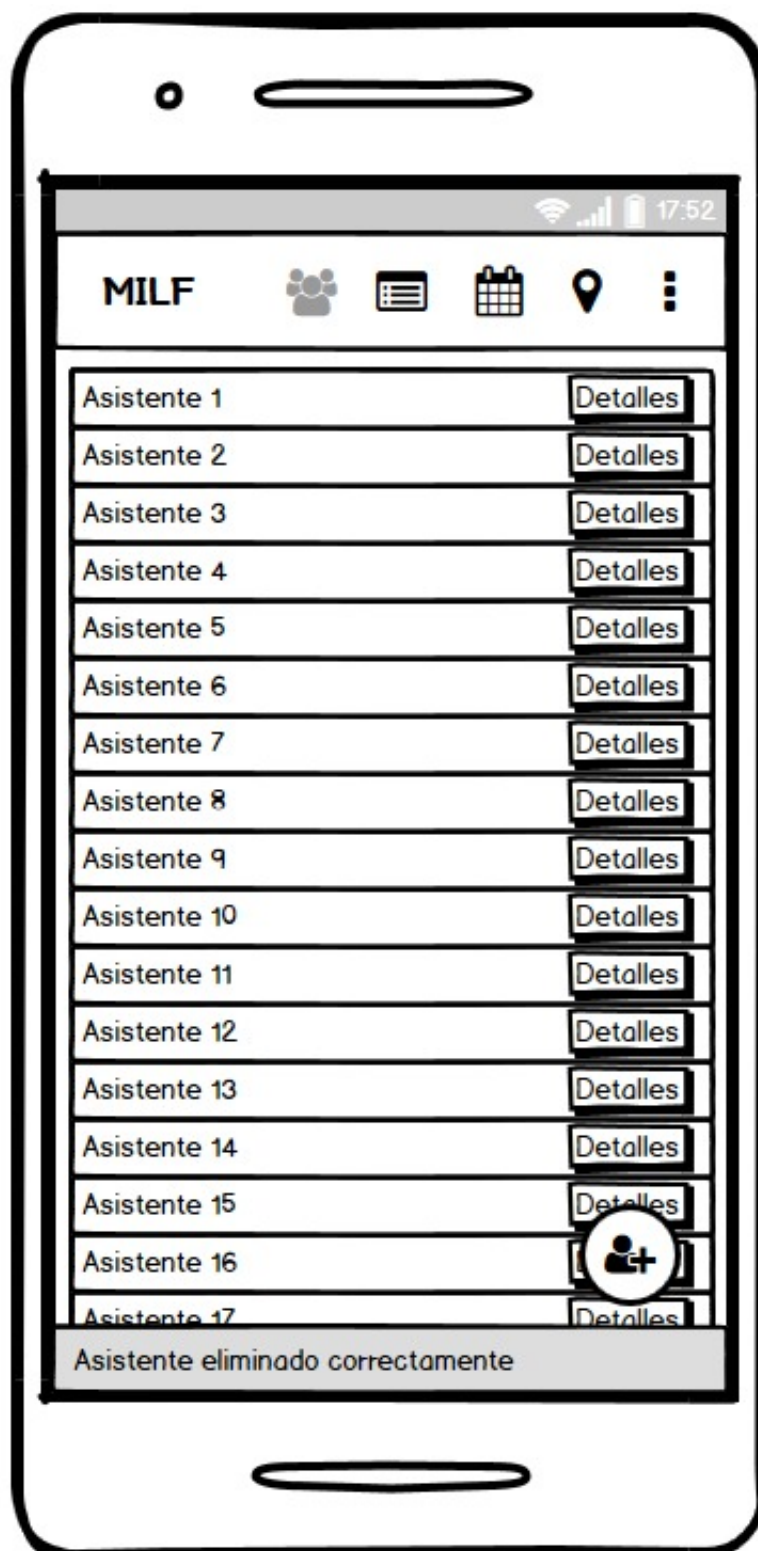 17:52
MILF
Asistente 1 Detalles
Asistente 2 Detalles
Asistente 3 Detalles
Asistente 4 Detalles
Asistente 5 Detalles
Asistente 6 Detalles
Asistente 7 Detalles
Asistente 8 Detalles
Asistente 9 Detalles
Asistente 10 Detalles
Asistente 11 Detalles
Asistente 12 Detalles
Asistente 13 Detalles
Asistente 14 Detalles
Asistente 15 Detalles
Asistente 16
Asistente 17 Detalles
Asistente eliminado correctamente